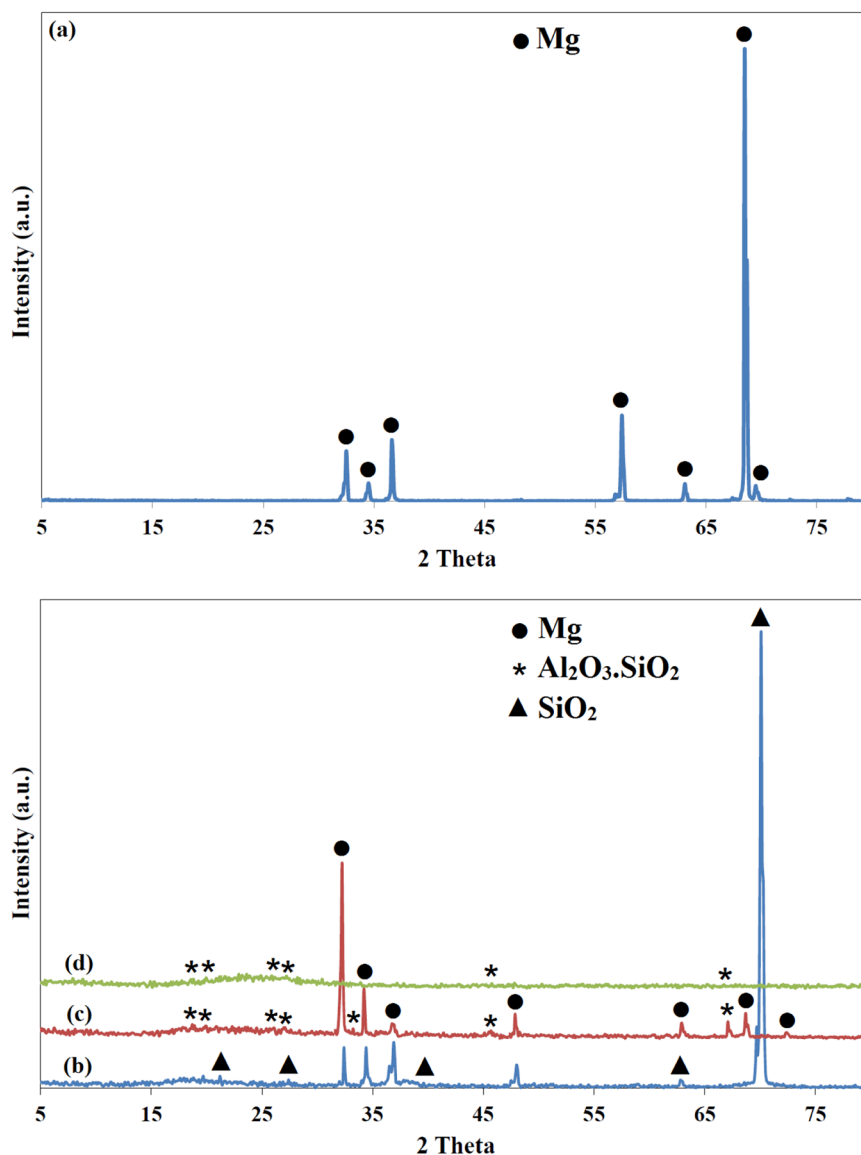 (a)
● Mg
Intensity (a.u.)
5 15 25 35 45 55 65 75
2 Theta
● Mg
* Al₂O₃.SiO₂
▲ SiO₂
Intensity (a.u.)
(d)
(c)
(b)
5 15 25 35 45 55 65 75
2 Theta